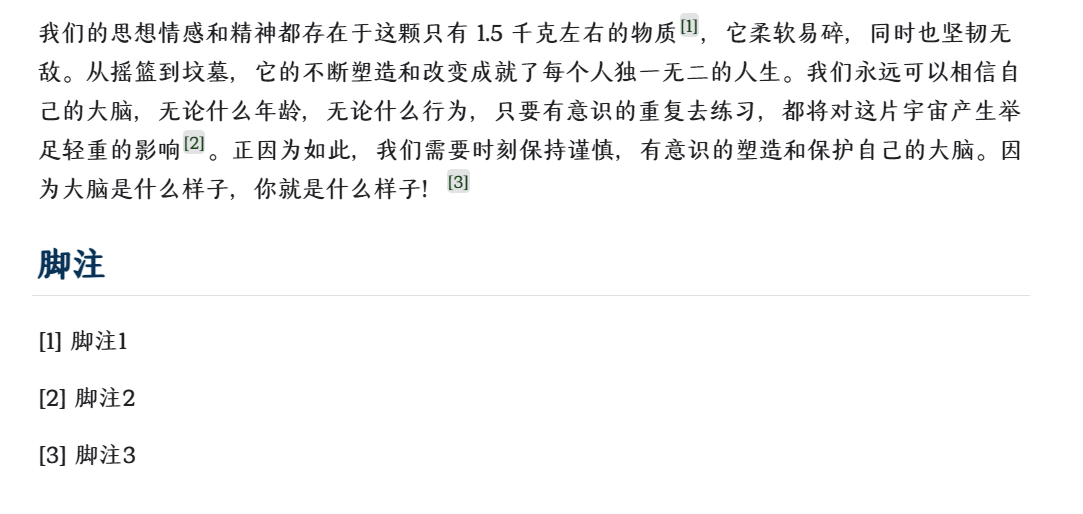 我们的思想情感和精神都存在于这颗只有 1.5 千克左右的物质[1]，它柔软易碎，同时也坚韧无
敌。从摇篮到坟墓，它的不断塑造和改变成就了每个人独一无二的人生。我们永远可以相信自
己的大脑，无论什么年龄，无论什么行为，只要有意识的重复去练习，都将对这片宇宙产生举
足轻重的影响[2]。正因为如此，我们需要时刻保持谨慎，有意识的塑造和保护自己的大脑。因
为大脑是什么样子，你就是什么样子！[3]
脚注
[1] 脚注1
[2] 脚注2
[3] 脚注3